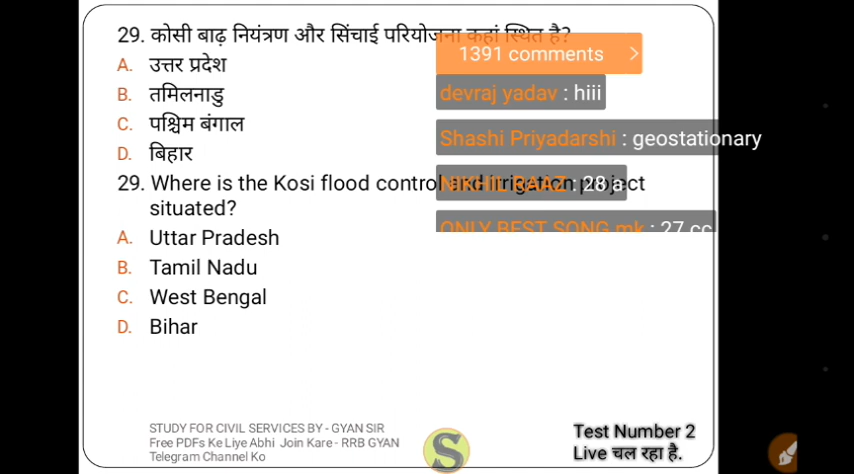 29. कोसी बाढ़ नियंत्रण और सिंचाई परियोजना कहां स्थित है?
1391 comments >
A. उत्तर प्रदेश
devraj yadav : hiii
B. तमिलनाडु
C. पश्चिम बंगाल
Shashi Priyadarshi : geostationary
D. बिहार
29. Where is the Kosi flood control and irrigation project
NIKHIL RAAZ : 28 a
situated?
ONLY BEST SONG mk : 27 cc
A. Uttar Pradesh
B. Tamil Nadu
C. West Bengal
D. Bihar
STUDY FOR CIVIL SERVICES BY - GYAN SIR
Free PDFs Ke Liye Abhi Join Kare - RRB GYAN
Telegram Channel Ko
S
Test Number 2
Live चल रहा है.